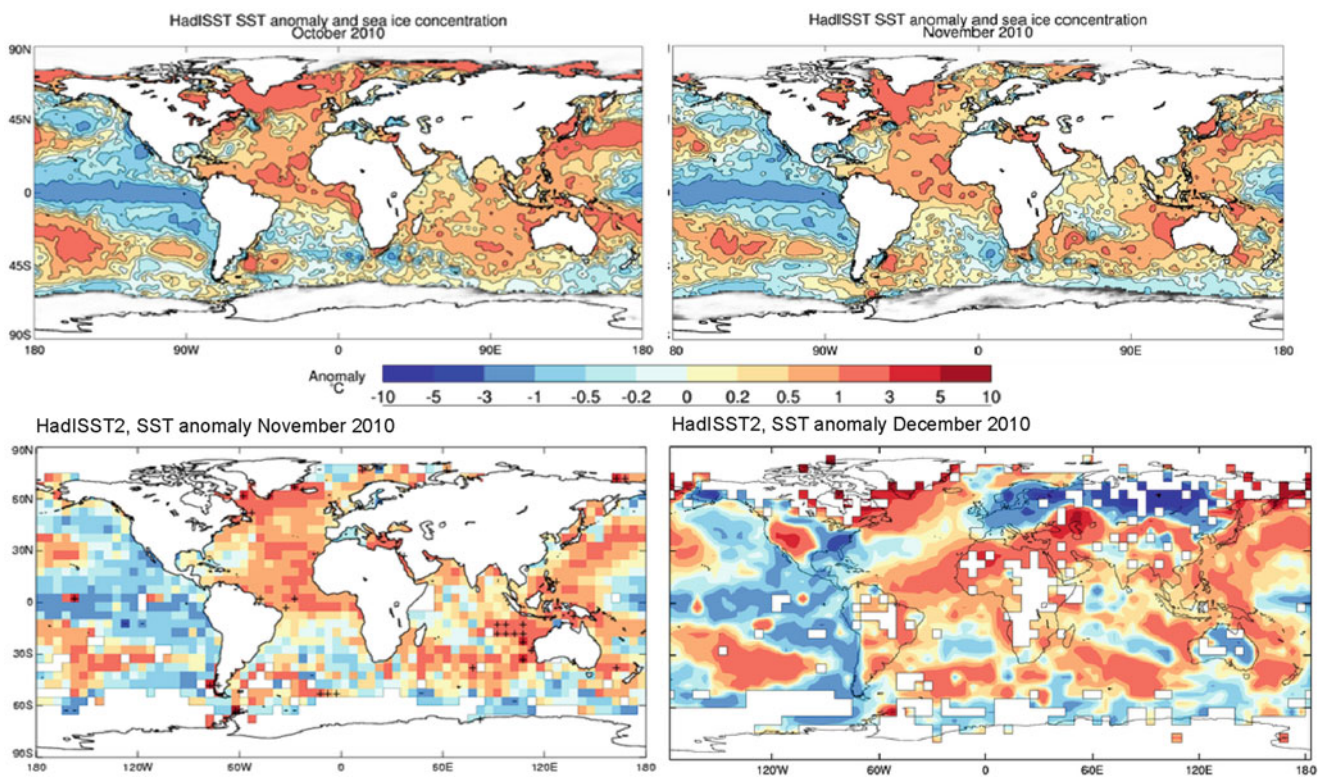 HadISST SST anomaly and sea ice concentration
October 2010
HadISST SST anomaly and sea ice concentration
November 2010
90N
45N
0
45S
90S
180 90W 0 90E 180
80 90W 0 90E 180
Anomaly
°C
-10 -5 -3 -1 -0.5 -0.2 0 0.2 0.5 1 3 5 10
HadISST2, SST anomaly November 2010
HadISST2, SST anomaly December 2010
90N
60N
30N
0
30S
60S
90S
180 120W 60W 0 60E 120E 180
120W 60W 0 60E 120E 180